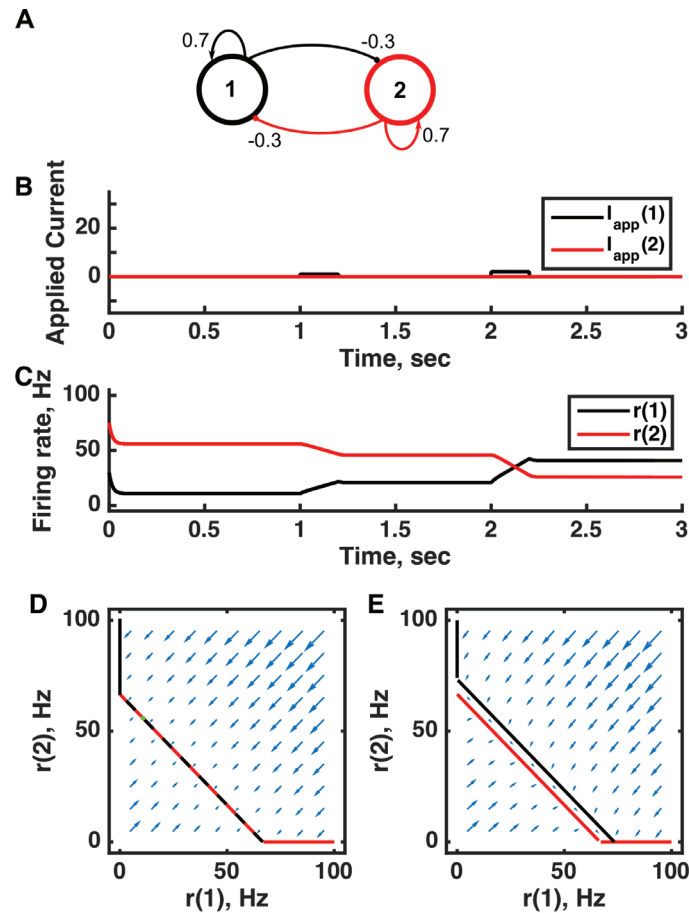 A
0.7
-0.3
1
2
-0.3
0.7
B
Applied Current
20
0
I app (1)
I app (2)
0 0.5 1 1.5 2 2.5 3
Time, sec
C
Firing rate, Hz
100
50
0
r(1)
r(2)
0 0.5 1 1.5 2 2.5 3
Time, sec
D
r(2), Hz
100
50
0
0 50 100
r(1), Hz
E
r(2), Hz
100
50
0
0 50 100
r(1), Hz